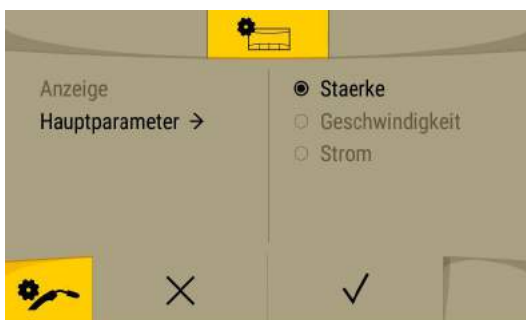 Anzeige
Hauptparameter →
Staerke
Geschwindigkeit
Strom